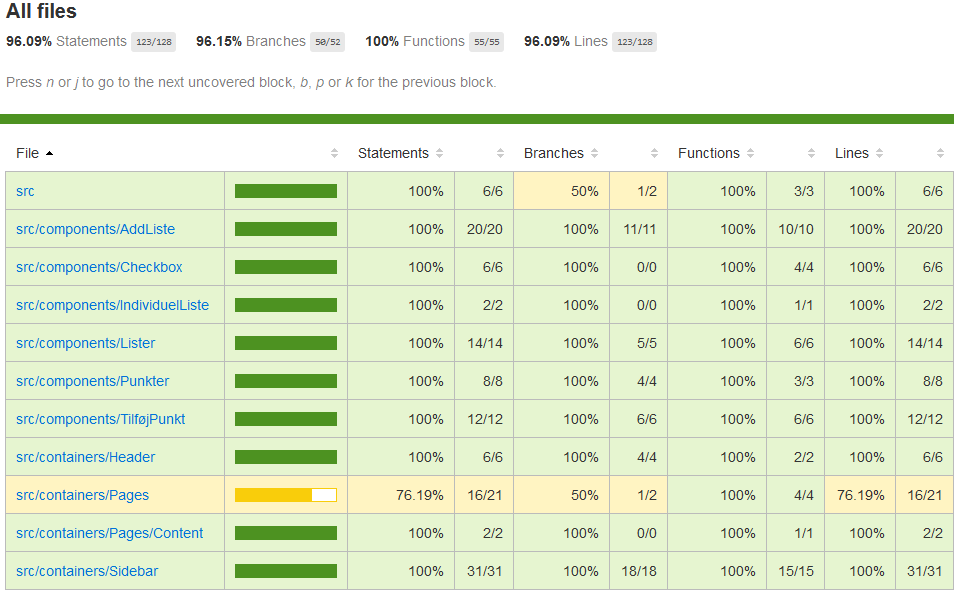 All files
96.09% Statements 123/128 96.15% Branches 50/52 100% Functions 55/55 96.09% Lines 123/128
Press n or j to go to the next uncovered block, b, p or k for the previous block.
File Statements Branches Functions Lines
src 100% 6/6 50% 1/2 100% 3/3 100% 6/6
src/components/AddListe 100% 20/20 100% 11/11 100% 10/10 100% 20/20
src/components/Checkbox 100% 6/6 100% 0/0 100% 4/4 100% 6/6
src/components/IndividuelListe 100% 2/2 100% 0/0 100% 1/1 100% 2/2
src/components/Lister 100% 14/14 100% 5/5 100% 6/6 100% 14/14
src/components/Punkter 100% 8/8 100% 4/4 100% 3/3 100% 8/8
src/components/TilføjPunkt 100% 12/12 100% 6/6 100% 6/6 100% 12/12
src/containers/Header 100% 6/6 100% 4/4 100% 2/2 100% 6/6
src/containers/Pages 76.19% 16/21 50% 1/2 100% 4/4 76.19% 16/21
src/containers/Pages/Content 100% 2/2 100% 0/0 100% 1/1 100% 2/2
src/containers/Sidebar 100% 31/31 100% 18/18 100% 15/15 100% 31/31